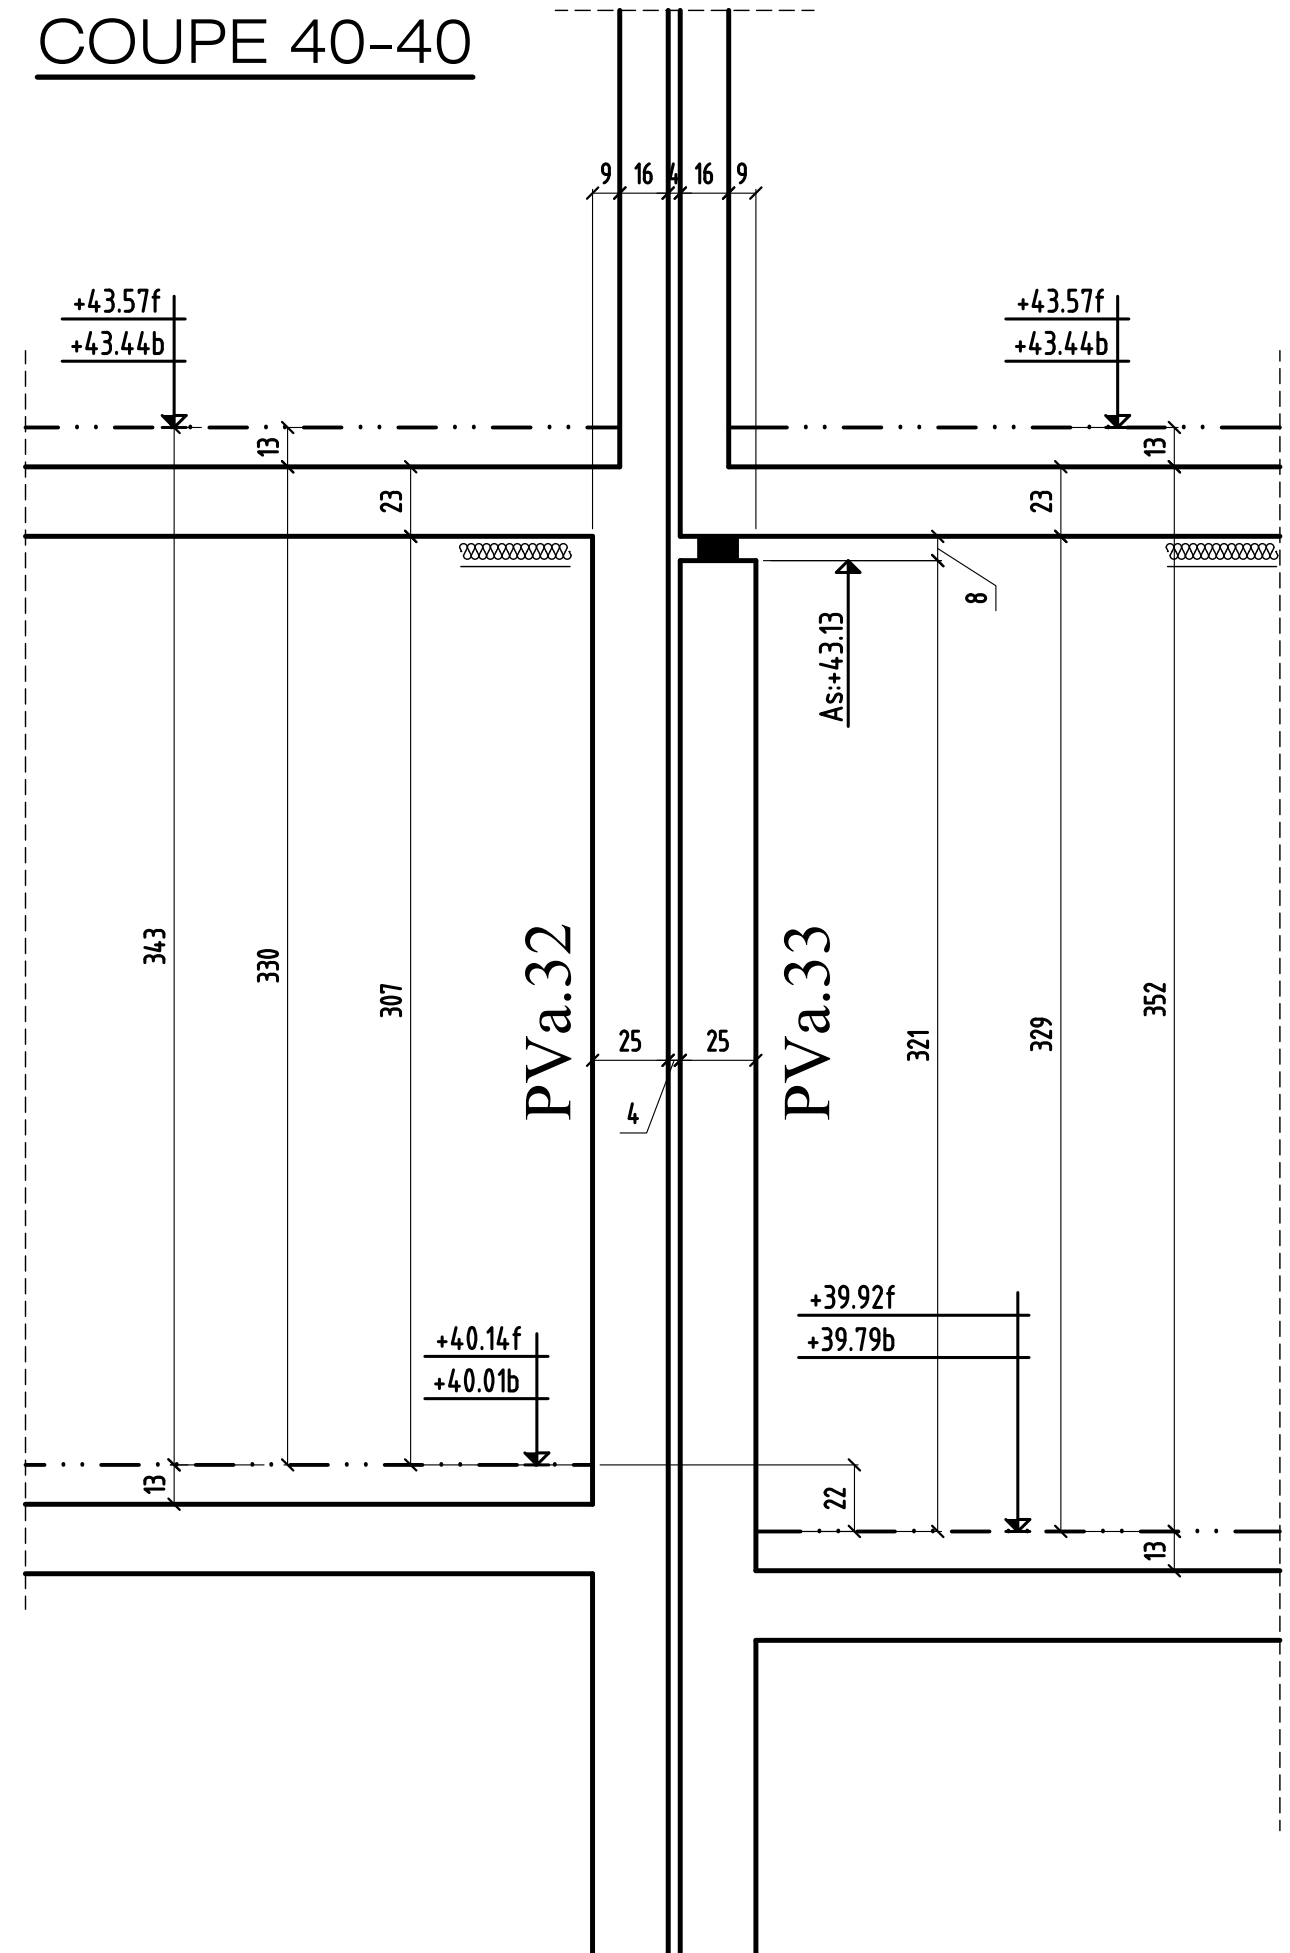 COUPE 40-40
9 16 4 16 9
+43.57f
+43.44b
+43.57f
+43.44b
13
13
23
23
8
As:+43.13
343
330
307
PVa.32
PVa.33
321
329
352
25
25
4
+39.92f
+39.79b
+40.14f
+40.01b
13
22
13